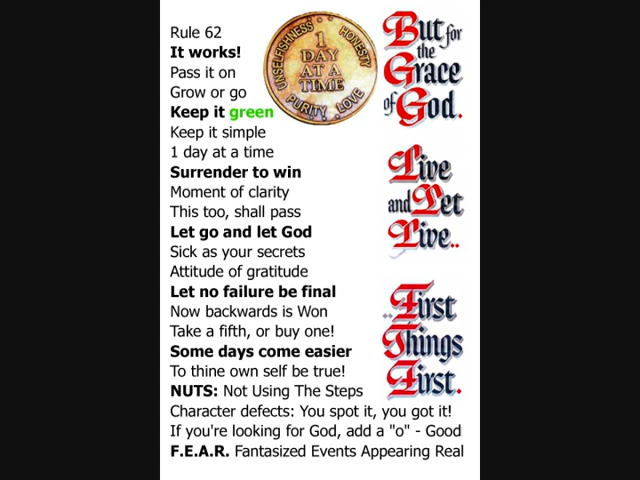 Rule 62
It works!
Pass it on
Grow or go
Keep it green
Keep it simple
1 day at a time
Surrender to win
Moment of clarity
This too, shall pass
Let go and let God
Sick as your secrets
Attitude of gratitude
Let no failure be final
Now backwards is Won
Take a fifth, or buy one!
Some days come easier
To thine own self be true!
NUTS: Not Using The Steps
Character defects: You spot it, you got it!
If you're looking for God, add a "o" - Good
F.E.A.R. Fantasized Events Appearing Real
UNSELFISHNESS HONESTY
1
DAY
AT A
TIME
PURITY LOVE
But for
the
Grace
of God.
Live
and Let
Live..
..First
Things
First.